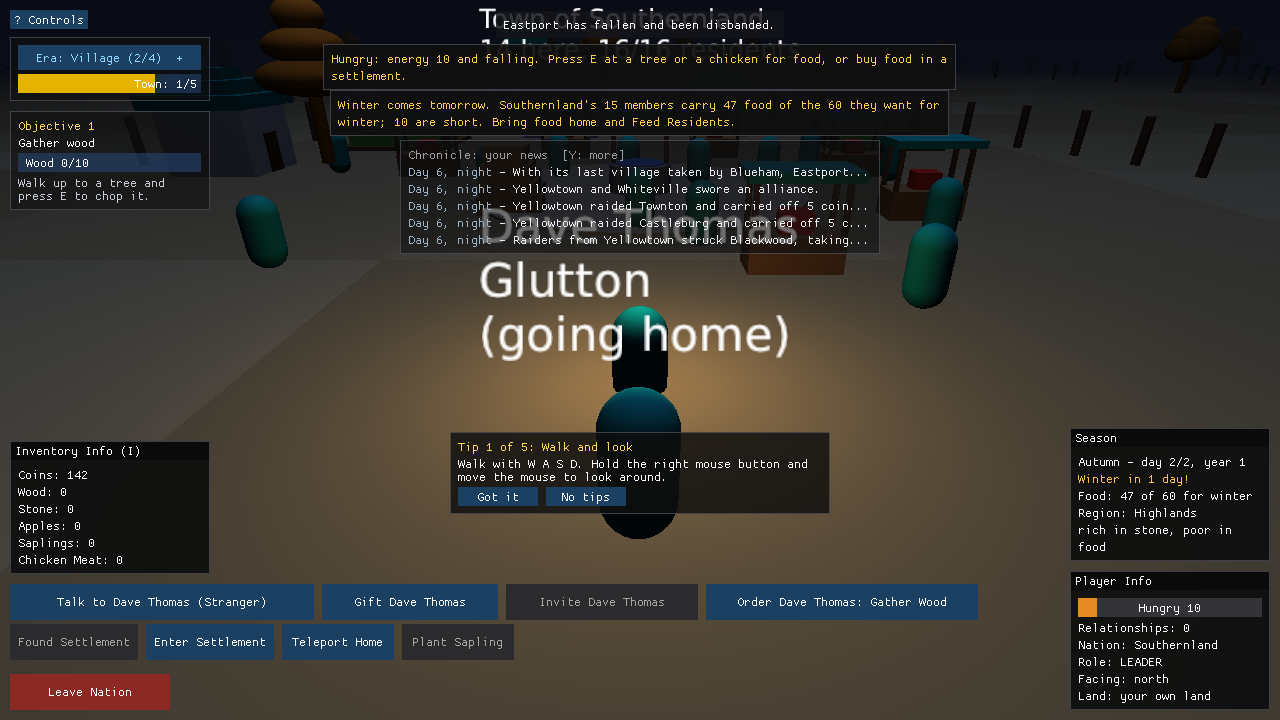 ? Controls
Town of Southernland
14 here, 16/16 residents
Eastport has fallen and been disbanded.
Era: Village (2/4) +
Town: 1/5
Hungry: energy 10 and falling. Press E at a tree or a chicken for food, or buy food in a
settlement.
Winter comes tomorrow. Southernland's 15 members carry 47 food of the 60 they want for
winter; 10 are short. Bring food home and Feed Residents.
Objective 1
Gather wood
Wood 0/10
Walk up to a tree and
press E to chop it.
Chronicle: your news [Y: more]
Day 6, night – With its last village taken by Blueham, Eastport...
Day 6, night – Yellowtown and Whiteville swore an alliance.
Day 6, night – Yellowtown raided Townton and carried off 5 coin...
Day 6, night – Yellowtown raided Castleburg and carried off 5 c...
Day 6, night – Raiders from Yellowtown struck Blackwood, taking...
Dave Thomas
Glutton
(going home)
Tip 1 of 5: Walk and look
Walk with W A S D. Hold the right mouse button and
move the mouse to look around.
Got it
No tips
Inventory Info (I)
Coins: 142
Wood: 0
Stone: 0
Apples: 0
Saplings: 0
Chicken Meat: 0
Season
Autumn – day 2/2, year 1
Winter in 1 day!
Food: 47 of 60 for winter
Region: Highlands
rich in stone, poor in
food
Player Info
Hungry 10
Relationships: 0
Nation: Southernland
Role: LEADER
Facing: north
Land: your own land
Talk to Dave Thomas (Stranger)
Gift Dave Thomas
Invite Dave Thomas
Order Dave Thomas: Gather Wood
Found Settlement
Enter Settlement
Teleport Home
Plant Sapling
Leave Nation